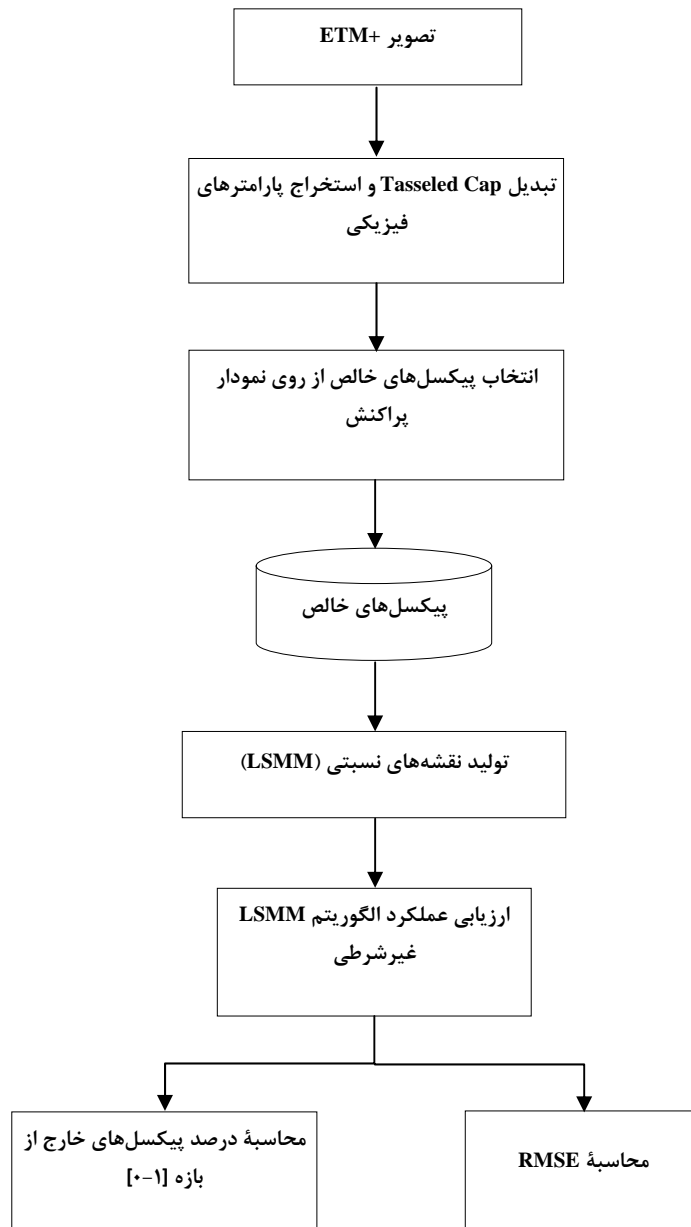 تصویر ETM+
تبدیل Tasseled Cap و استخراج پارامترهای
فیزیکی
انتخاب پیکسل‌های خالص از روی نمودار
پراکنش
پیکسل‌های خالص
تولید نقشه‌های نسبتی (LSMM)
ارزیابی عملکرد الگوریتم LSMM
غیرشرطی
محاسبۀ RMSE
محاسبۀ درصد پیکسل‌های خارج از
بازه [۰-۱]